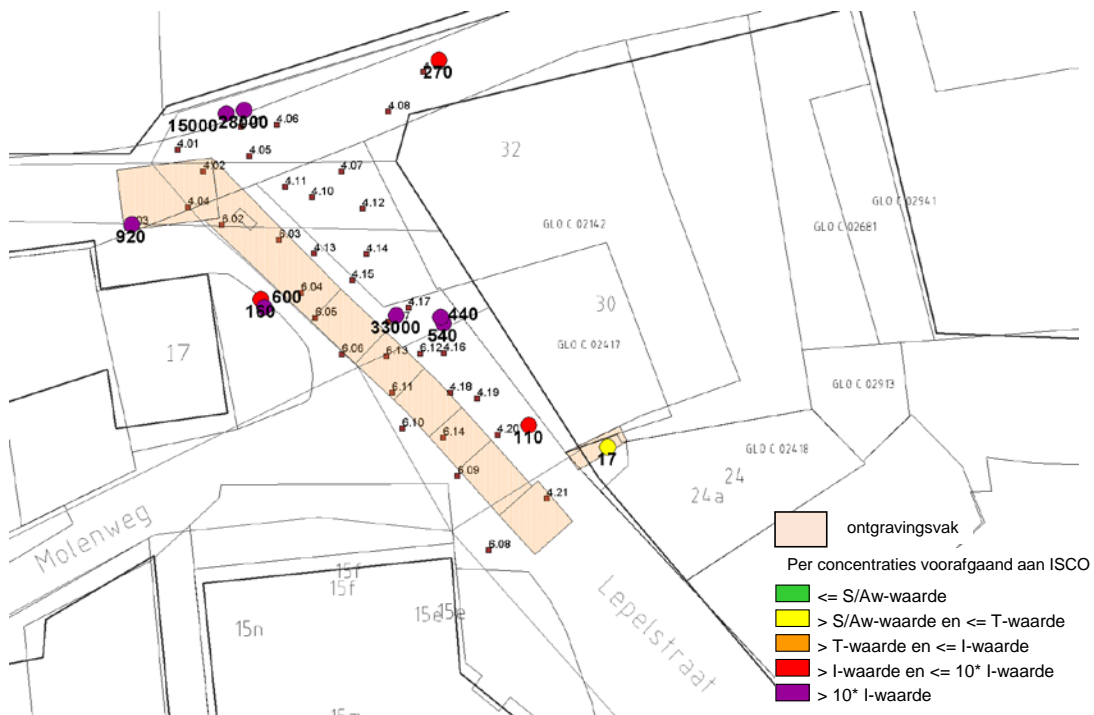 270
4.08
15000
28000
4.06
4.01
4.05
32
4.02
4.07
4.11
4.10
4.04
4.12
GLO C 02941
GLO C 02142
GLO C 02681
6.02
920
6.03
4.13
4.14
4.15
6.04
600
160
4.17
30
6.05
33000
440
540
17
6.06
6.13
6.12
4.16
GLO C 02417
GLO C 02913
6.11
4.18
4.19
6.10
6.14
4.20
110
17
GLO C 02418
24
24a
6.09
4.21
Molenweg
6.08
15f
15f
15e
15e
15n
Lepelstraat
ontgravingsvak
Per concentraties voorafgaand aan ISCO
<= S/Aw-waarde
> S/Aw-waarde en <= T-waarde
> T-waarde en <= I-waarde
> I-waarde en <= 10* I-waarde
> 10* I-waarde